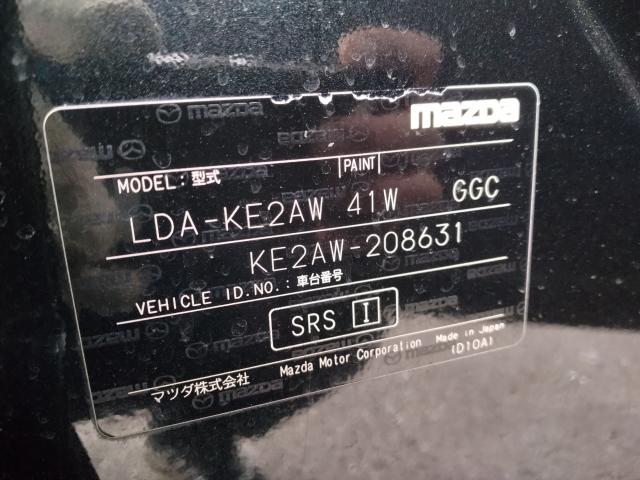 mazda
MODEL:型式 PAINT
LDA-KE2AW 41W GGC
KE2AW-208631
VEHICLE ID.NO.:車台番号
SRS I
マツダ株式会社 Mazda Motor Corporation Made in Japan
(D10A)